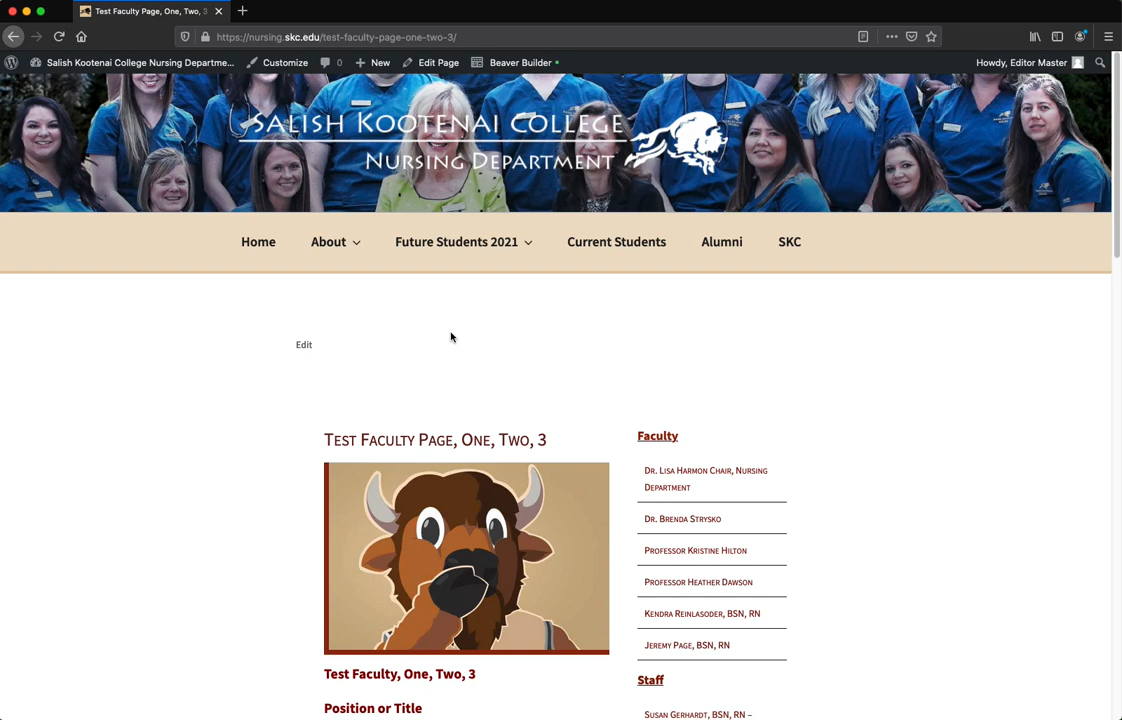 Test Faculty Page, One, Two, 3
https://nursing.skc.edu/test-faculty-page-one-two-3/
Salish Kootenai College Nursing Departme... Customize 0 New Edit Page Beaver Builder Howdy, Editor Master
SALISH KOOTENAI COLLEGE
NURSING DEPARTMENT
Home About Future Students 2021 Current Students Alumni SKC
Edit
TEST FACULTY PAGE, ONE, TWO, 3
Test Faculty, One, Two, 3
Position or Title
Faculty
DR. LISA HARMON CHAIR, NURSING
DEPARTMENT
DR. BRENDA STRYSKO
PROFESSOR KRISTINE HILTON
PROFESSOR HEATHER DAWSON
KENDRA REINLASODER, BSN, RN
JEREMY PAGE, BSN, RN
Staff
SUSAN GERHARDT, BSN, RN –